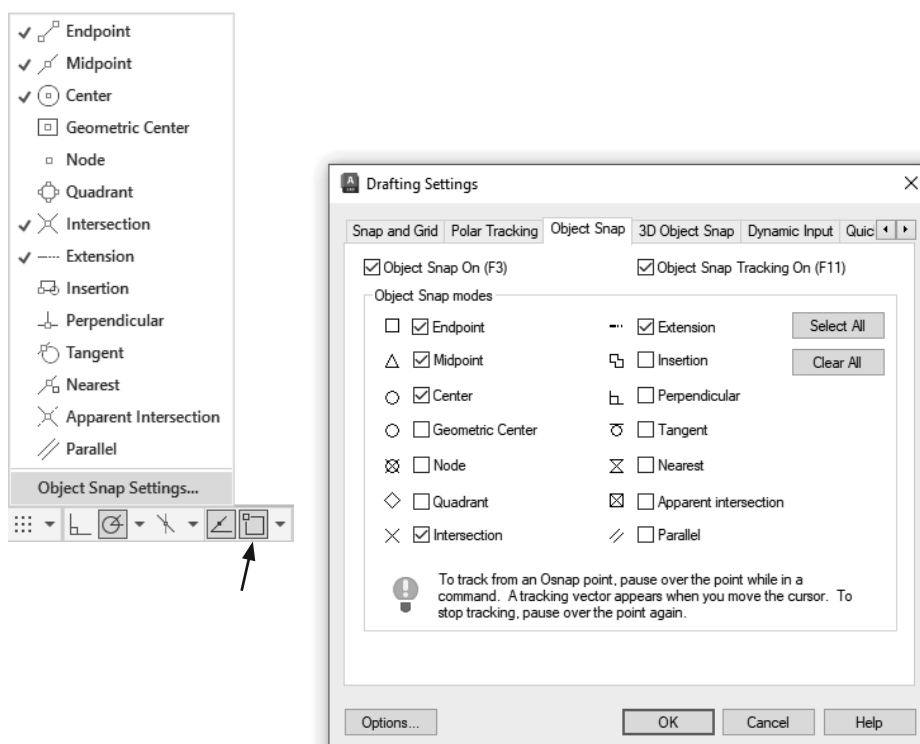 Endpoint
Midpoint
Center
Geometric Center
Node
Quadrant
Intersection
Extension
Insertion
Perpendicular
Tangent
Nearest
Apparent Intersection
Parallel
Object Snap Settings...
Drafting Settings
Snap and Grid Polar Tracking Object Snap 3D Object Snap Dynamic Input Quic
Object Snap On (F3) Object Snap Tracking On (F11)
Object Snap modes
Endpoint Extension Select All
Midpoint Insertion Clear All
Center Perpendicular
Geometric Center Tangent
Node Nearest
Quadrant Apparent intersection
Intersection Parallel
To track from an Osnap point, pause over the point while in a
command. A tracking vector appears when you move the cursor. To
stop tracking, pause over the point again.
Options... OK Cancel Help